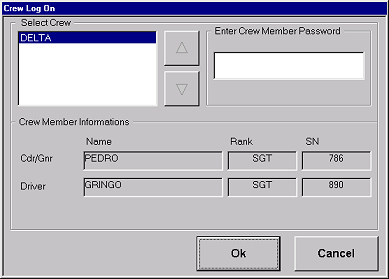 Crew Log On
Select Crew
DELTA
Enter Crew Member Password
Crew Member Informations
Name Rank SN
Cdr/Gnr PEDRO SGT 786
Driver GRINGO SGT 890
Ok Cancel